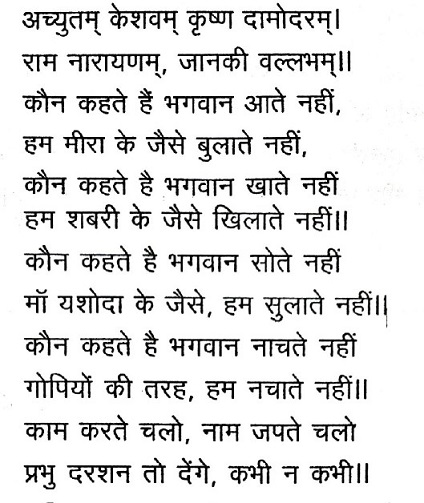 अच्युतम् केशवम् कृष्ण दामोदरम्।
राम नारायणम्, जानकी वल्लभम्।।
कौन कहते हैं भगवान आते नहीं,
हम मीरा के जैसे बुलाते नहीं,
कौन कहते है भगवान खाते नहीं
हम शबरी के जैसे खिलाते नहीं।।
कौन कहते है भगवान सोते नहीं
माॅ यशोदा के जैसे, हम सुलाते नहीं।।
कौन कहते है भगवान नाचते नहीं
गोपियों की तरह, हम नचाते नहीं।।
काम करते चलो, नाम जपते चलो
प्रभु दरशन तो देंगे, कभी न कभी।।